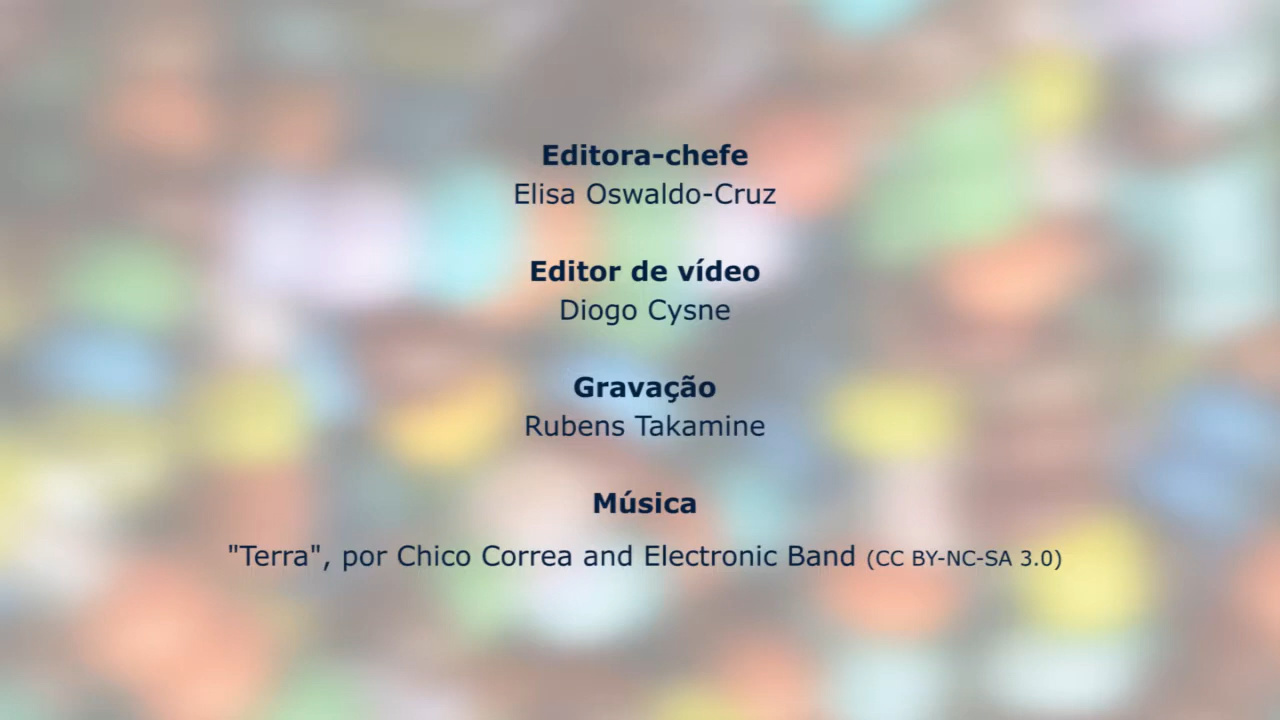 Editora-chefe
Elisa Oswaldo-Cruz
Editor de vídeo
Diogo Cysne
Gravação
Rubens Takamine
Música
"Terra", por Chico Correa and Electronic Band (CC BY-NC-SA 3.0)